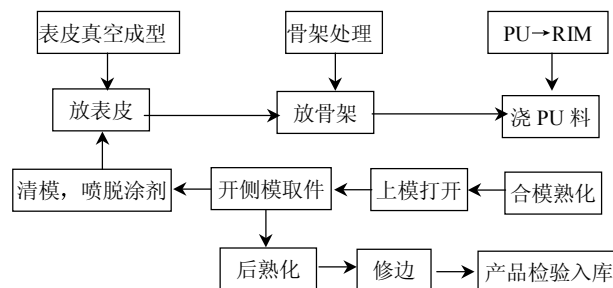 表皮真空成型
骨架处理
PU→RIM
放表皮
放骨架
浇 PU 料
清模，喷脱涂剂
开侧模取件
上模打开
合模熟化
后熟化
修边
产品检验入库